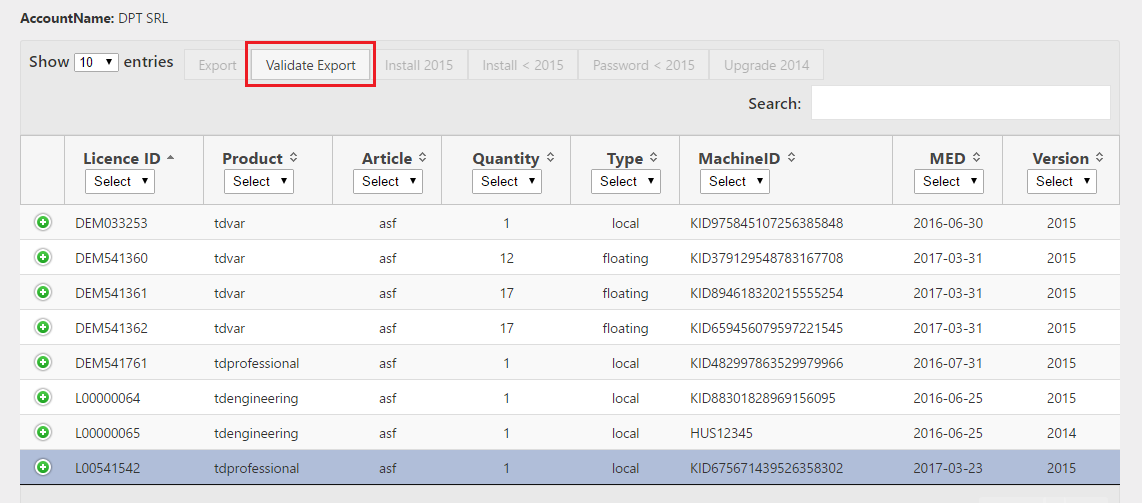 AccountName: DPT SRL
Show 10 entries Export Validate Export Install 2015 Install < 2015 Password < 2015 Upgrade 2014
Search:
Licence ID Product Article Quantity Type MachineID MED Version
Select Select Select Select Select Select Select Select
DEM033253 tdvar asf 1 local KID975845107256385848 2016-06-30 2015
DEM541360 tdvar asf 12 floating KID379129548783167708 2017-03-31 2015
DEM541361 tdvar asf 17 floating KID894618320215555254 2017-03-31 2015
DEM541362 tdvar asf 17 floating KID659456079597221545 2017-03-31 2015
DEM541761 tdprofessional asf 1 local KID482997863529979966 2016-07-31 2015
L00000064 tdengineering asf 1 local KID88301828969156095 2016-06-25 2015
L00000065 tdengineering asf 1 local HUS12345 2016-06-25 2014
L00541542 tdprofessional asf 1 local KID675671439526358302 2017-03-23 2015